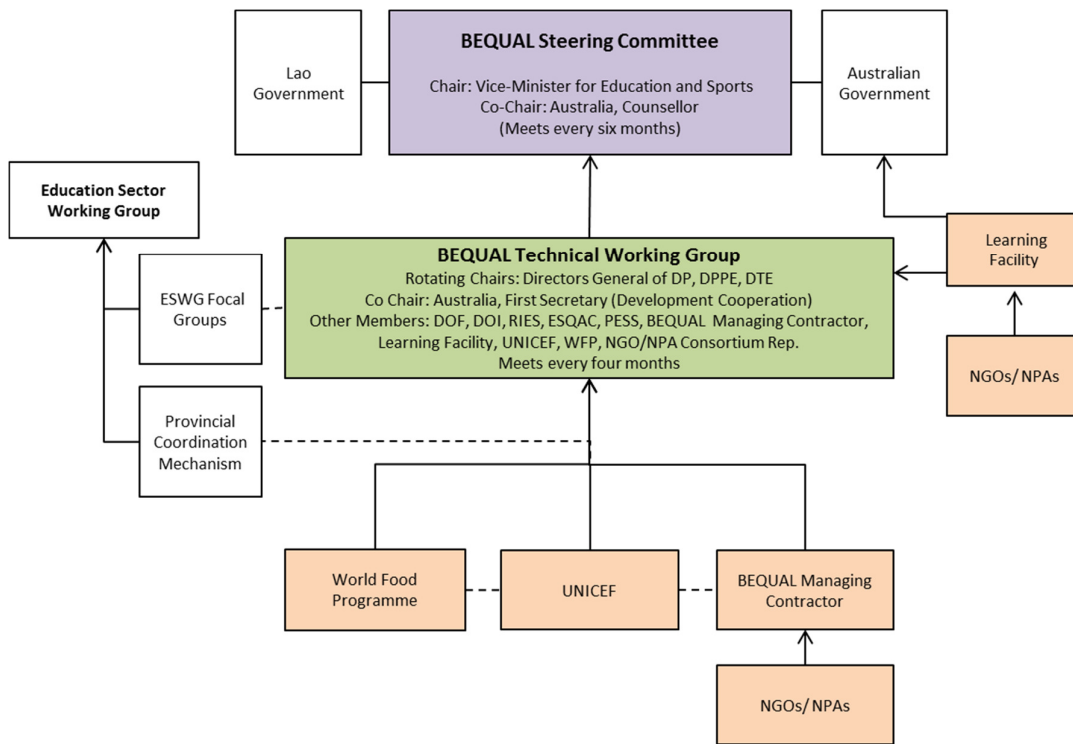 BEQUAL Steering Committee
Chair: Vice-Minister for Education and Sports
Co-Chair: Australia, Counsellor
(Meets every six months)
Lao
Government
Australian
Government
Education Sector
Working Group
BEQUAL Technical Working Group
Rotating Chairs: Directors General of DP, DPPE, DTE
Co Chair: Australia, First Secretary (Development Cooperation)
Other Members: DOF, DOI, RIES, ESQAC, PESS, BEQUAL Managing Contractor,
Learning Facility, UNICEF, WFP, NGO/NPA Consortium Rep.
Meets every four months
Learning
Facility
ESWG Focal
Groups
NGOs/ NPAs
Provincial
Coordination
Mechanism
World Food
Programme
UNICEF
BEQUAL Managing
Contractor
NGOs/ NPAs